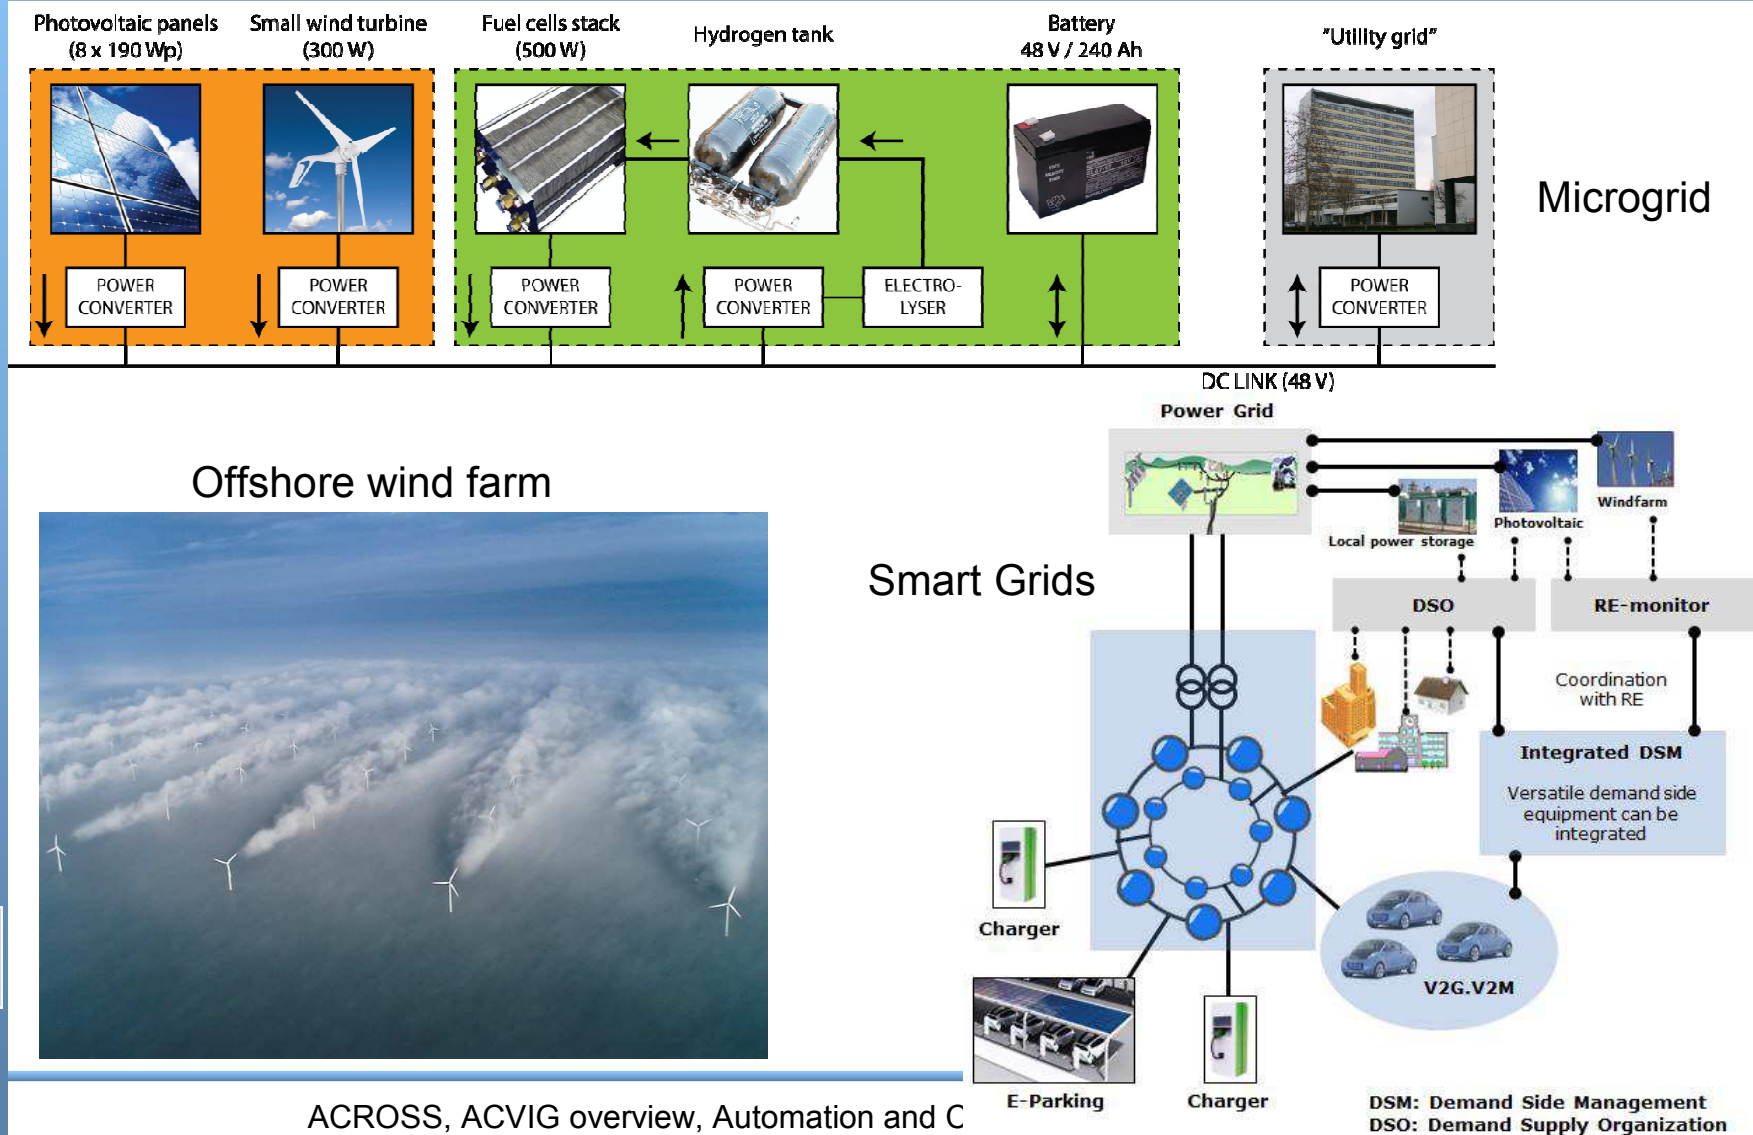 Photovoltaic panels
(8 x 190 Wp)
Small wind turbine
(300 W)
Fuel cells stack
(500 W)
Hydrogen tank
Battery
48 V / 240 Ah
"Utility grid"
Microgrid
POWER
CONVERTER
POWER
CONVERTER
POWER
CONVERTER
POWER
CONVERTER
ELECTRO-
LYSER
POWER
CONVERTER
DC LINK (48 V)
Offshore wind farm
Smart Grids
Power Grid
Windfarm
Photovoltaic
Local power storage
DSO
RE-monitor
Coordination
with RE
Integrated DSM
Versatile demand side
equipment can be
integrated
Charger
V2G.V2M
E-Parking
Charger
DSM: Demand Side Management
DSO: Demand Supply Organization
ACROSS, ACVIG overview, Automation and C